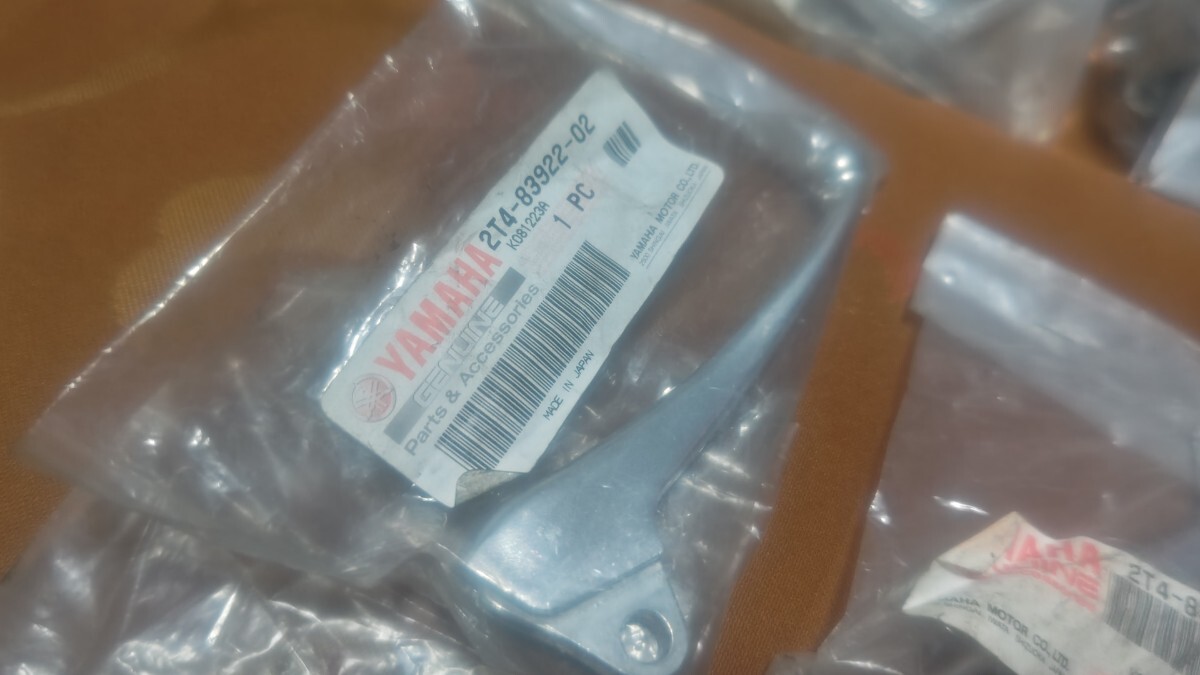 YAMAHA 2T4-83922-02
K081223A
GENUINE
1 PC
Parts & Accessories
YAMAHA MOTOR CO.,LTD.
MADE IN JAPAN
2T4-8
MOTOR CO.,LTD.